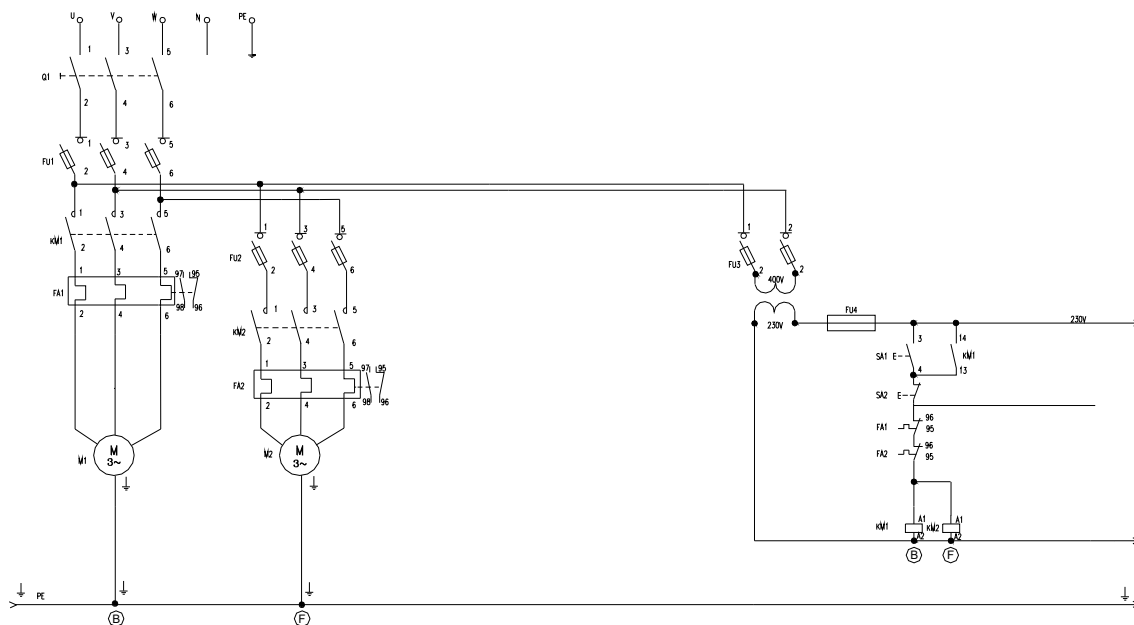 U V W N PE
1 3 5
Q1
2 4 6
1 3 5
FU1
2 4 6
1 3 5
KM1
2 4 6
1 3 5 97 95
FA1
2 4 6 98 96
1 3 5
FU2
2 4 6
1 3 5
KM2
2 4 6
1 3 5 97 95
FA2
2 4 6 98 96
M 3~
M1
M 3~
M2
1 2
FU3
2 2
400V
230V
FU4
230V
3 14
SA1 E KM1
4 13
SA2 E
96
FA1
95
96
FA2
95
KM1 A1 KM2 A1
A2 A2
B F
PE
B F